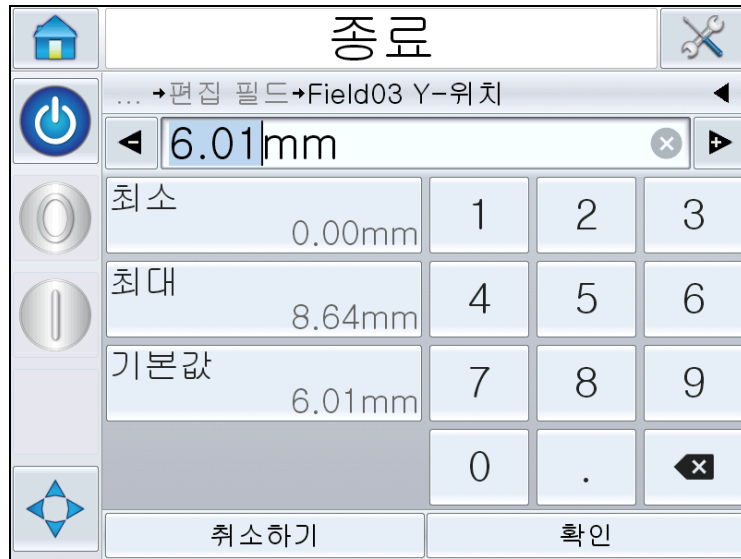 종료
... →편집 필드→Field03 Y-위치
6.01mm
최소
0.00mm
1 2 3
최대
8.64mm
4 5 6
기본값
6.01mm
7 8 9
0 .
취소하기 확인